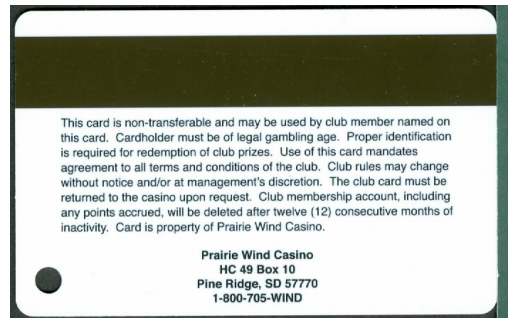 This card is non-transferable and may be used by club member named on
this card. Cardholder must be of legal gambling age. Proper identification
is required for redemption of club prizes. Use of this card mandates
agreement to all terms and conditions of the club. Club rules may change
without notice and/or at management's discretion. The club card must be
returned to the casino upon request. Club membership account, including
any points accrued, will be deleted after twelve (12) consecutive months of
inactivity. Card is property of Prairie Wind Casino.
Prairie Wind Casino
HC 49 Box 10
Pine Ridge, SD 57770
1-800-705-WIND